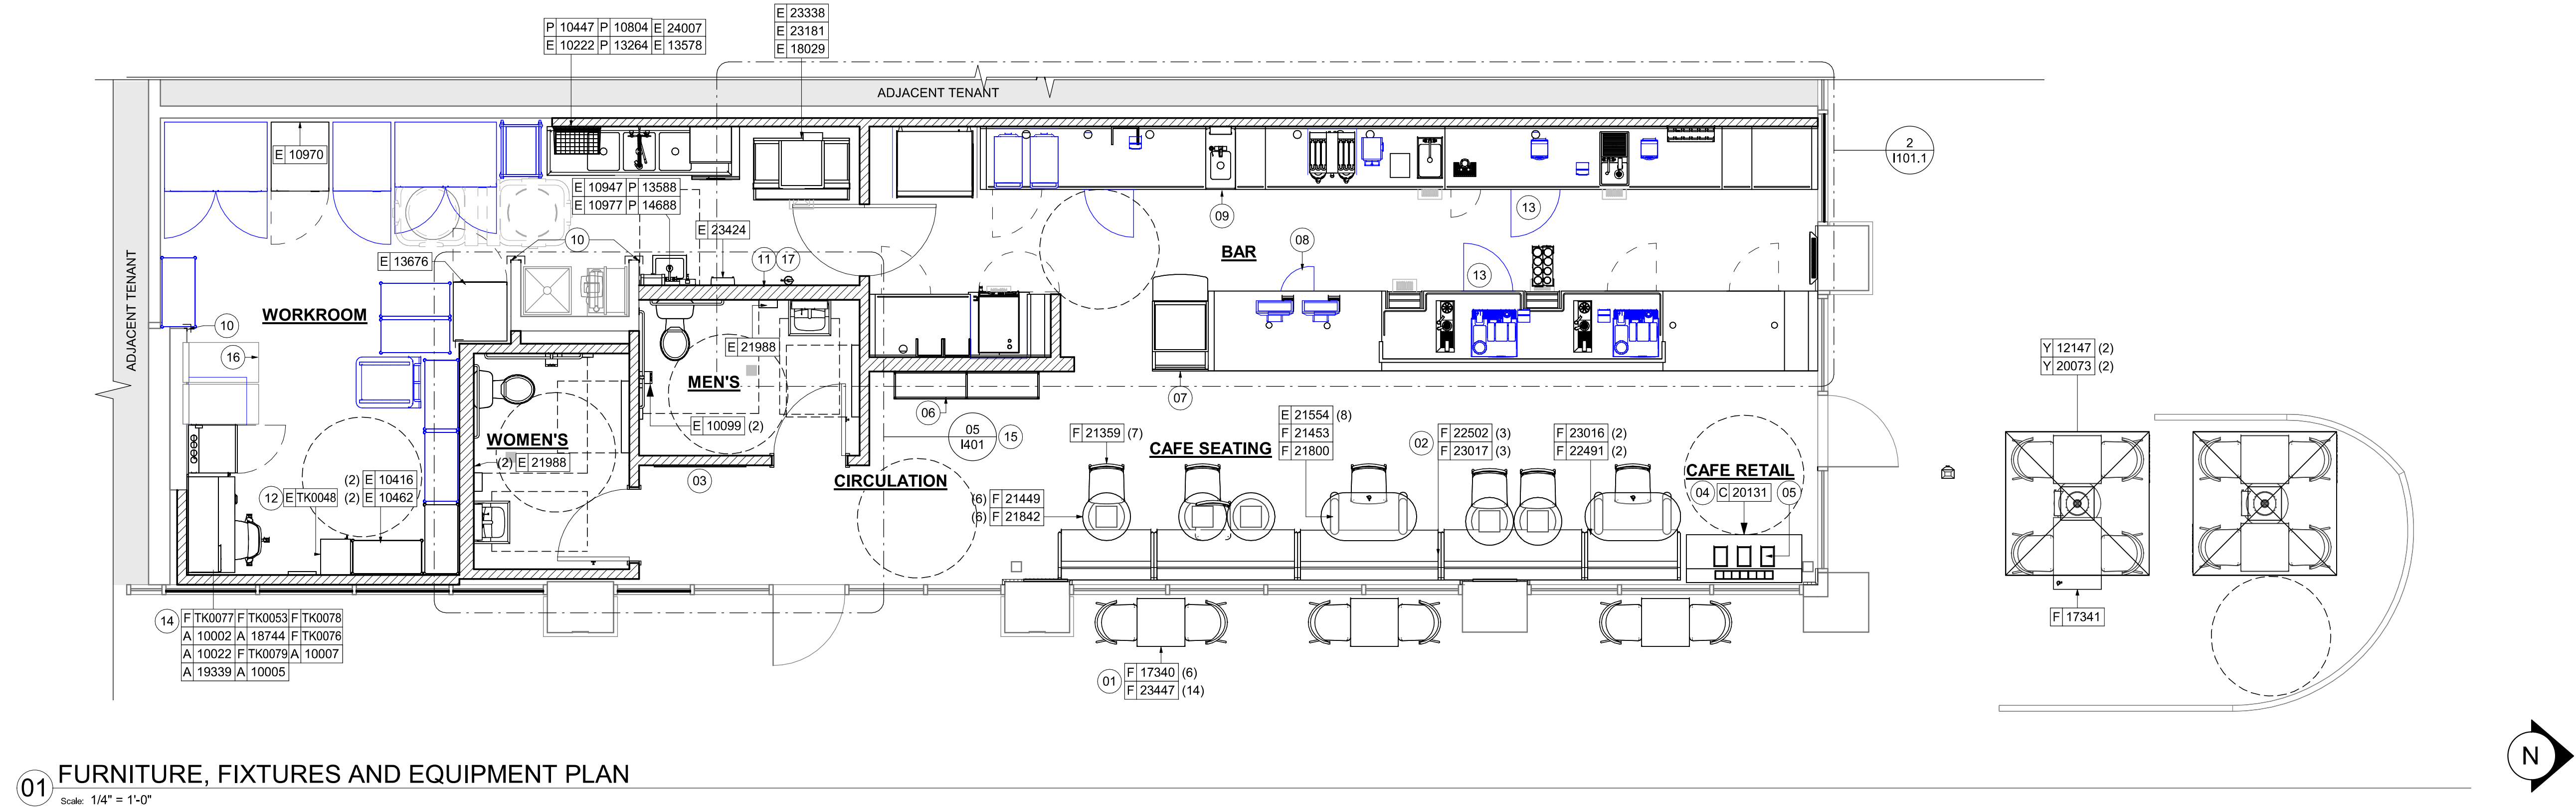 P 10447 P 10804 E 24007
E 10222 P 13264 E 13578
E 23338
E 23181
E 18029
ADJACENT TENANT
2
I101.1
E 10970
E 10947 P 13588
E 10977 P 14688
E 23424
10
11
17
E 13676
09
13
08
BAR
13
ADJACENT TENANT
WORKROOM
10
16
E 21988
MEN'S
07
06
Y 12147 (2)
Y 20073 (2)
E 10099 (2)
05
I401
15
WOMEN'S
(2) E 21988
03
CIRCULATION
F 21359 (7)
CAFE SEATING
E 21554 (8)
F 21453
F 21800
02
F 22502 (3)
F 23017 (3)
F 23016 (2)
F 22491 (2)
CAFE RETAIL
04
C 20131
05
12
E TK0048
(2) E 10416
(2) E 10462
(6) F 21449
(6) F 21842
14
F TK0077 F TK0053 F TK0078
A 10002 A 18744 F TK0076
A 10022 F TK0079 A 10007
A 19339 A 10005
F 17341
01
F 17340 (6)
F 23447 (14)
N
01
FURNITURE, FIXTURES AND EQUIPMENT PLAN
Scale: 1/4" = 1'-0"